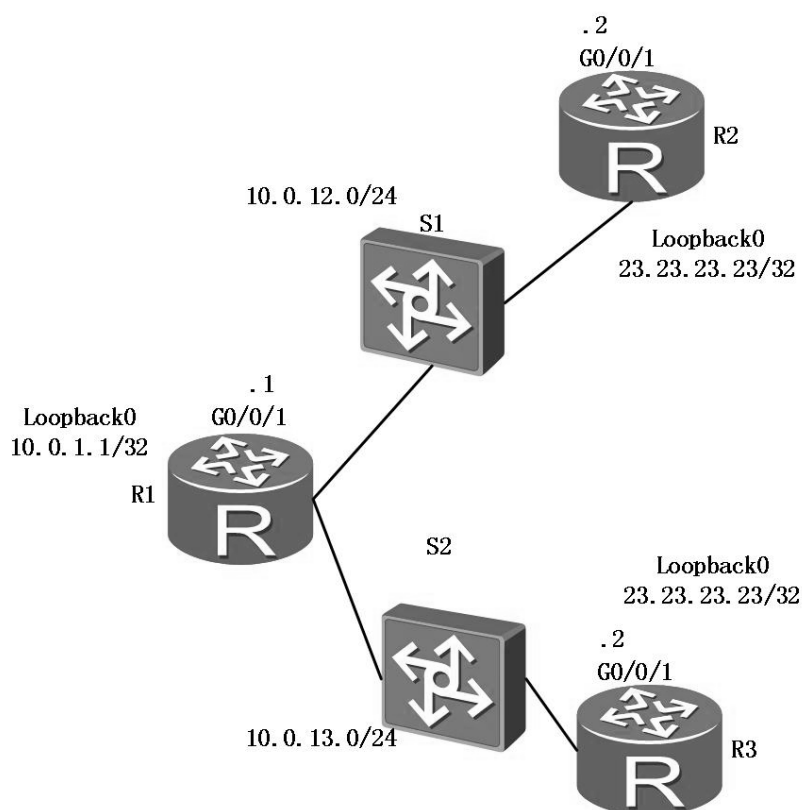 .2
G0/0/1
R
R2
10.0.12.0/24
S1
Loopback0
23.23.23.23/32
.1
G0/0/1
Loopback0
10.0.1.1/32
R
R1
S2
Loopback0
23.23.23.23/32
.2
G0/0/1
10.0.13.0/24
R
R3